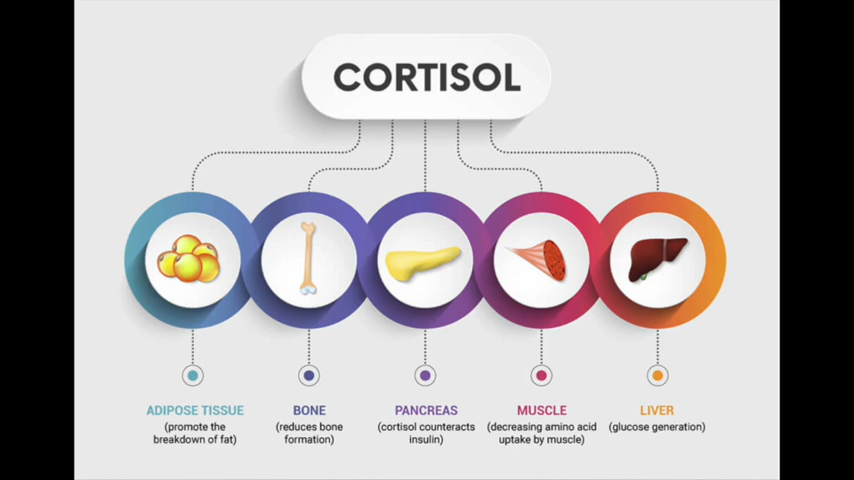 CORTISOL
ADIPOSE TISSUE
(promote the
breakdown of fat)
BONE
(reduces bone
formation)
PANCREAS
(cortisol counteracts
insulin)
MUSCLE
(decreasing amino acid
uptake by muscle)
LIVER
(glucose generation)